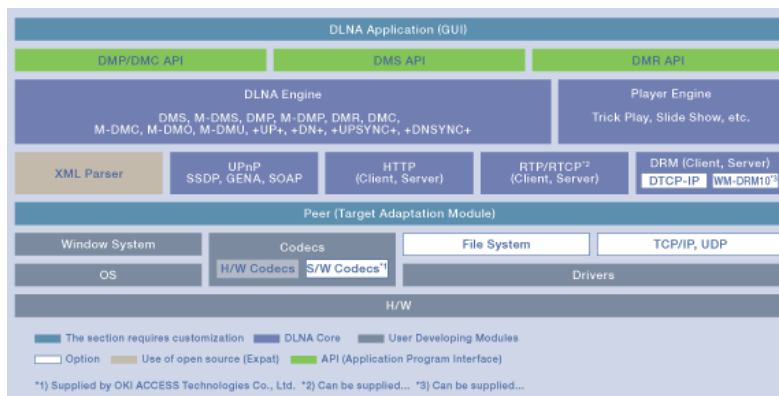 DLNA Application (GUI)
DMP/DMC API
DMS API
DMR API
DLNA Engine
DMS, M-DMS, DMP, M-DMP, DMR, DMC,
M-DMC, M-DMO, M-DMU, +UP+, +DN+, +UPSYNC+, +DNSYNC+
Player Engine
Trick Play, Slide Show, etc.
XML Parser
UPnP
SSDP, GENA, SOAP
HTTP
(Client, Server)
RTP/RTCP*2
(Client, Server)
DRM (Client, Server)
DTCP-IP
WM-DRM10*3
Peer (Target Adaptation Module)
Window System
Codecs
File System
TCP/IP, UDP
OS
H/W Codecs
S/W Codecs*1
Drivers
H/W
The section requires customization
DLNA Core
User Developing Modules
Option
Use of open source (Expat)
API (Application Program Interface)
*1) Supplied by OKI ACCESS Technologies Co., Ltd. *2) Can be supplied... *3) Can be supplied...